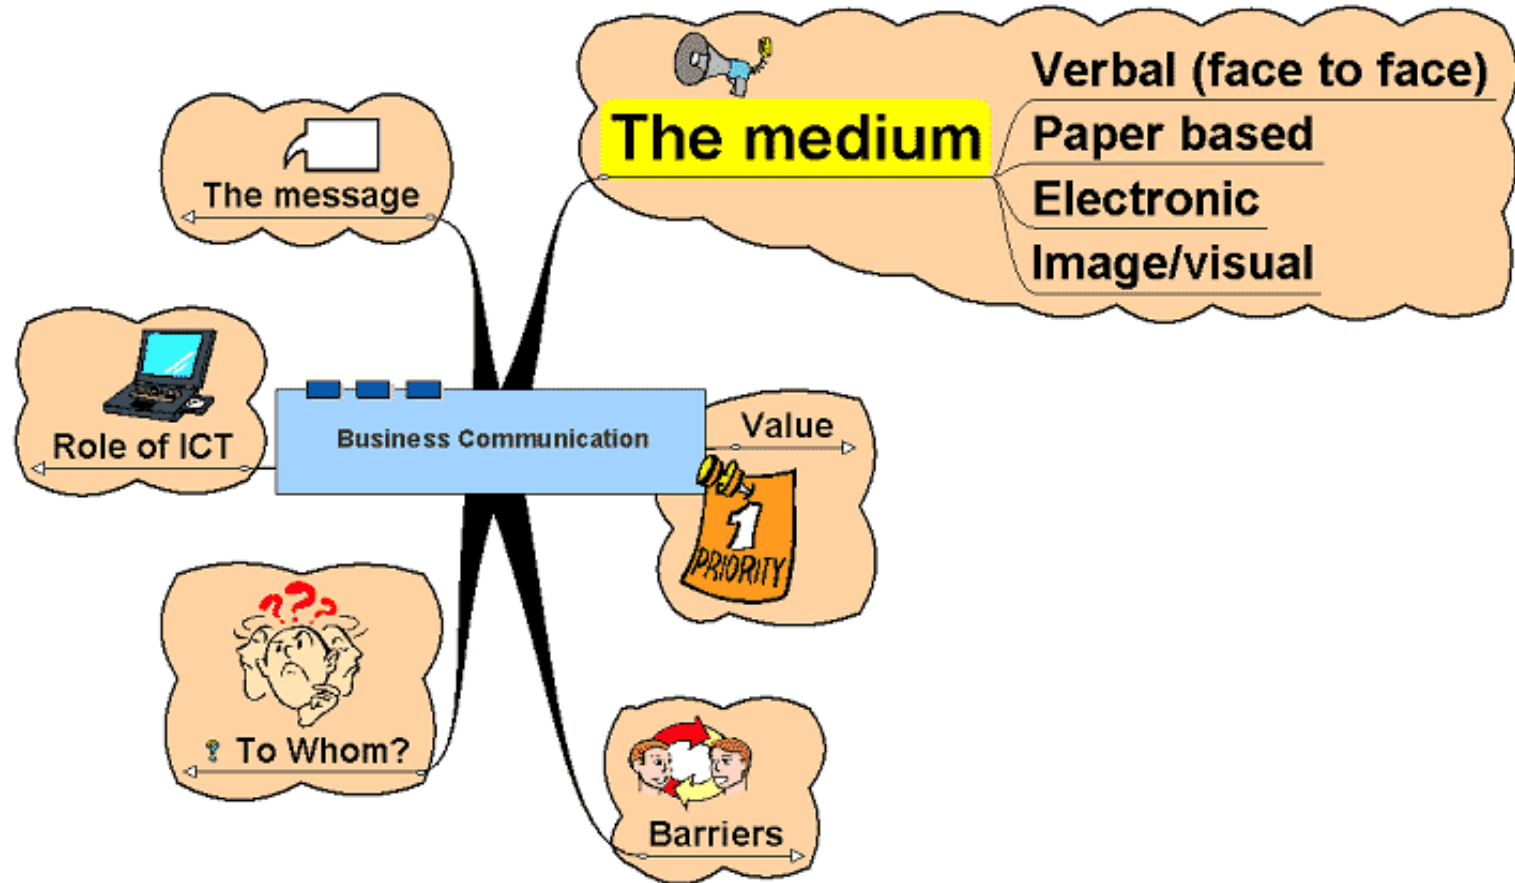 The medium
Verbal (face to face)
Paper based
Electronic
Image/visual
The message
Role of ICT
Business Communication
Value
1
PRIORITY
??? 
? To Whom?
Barriers